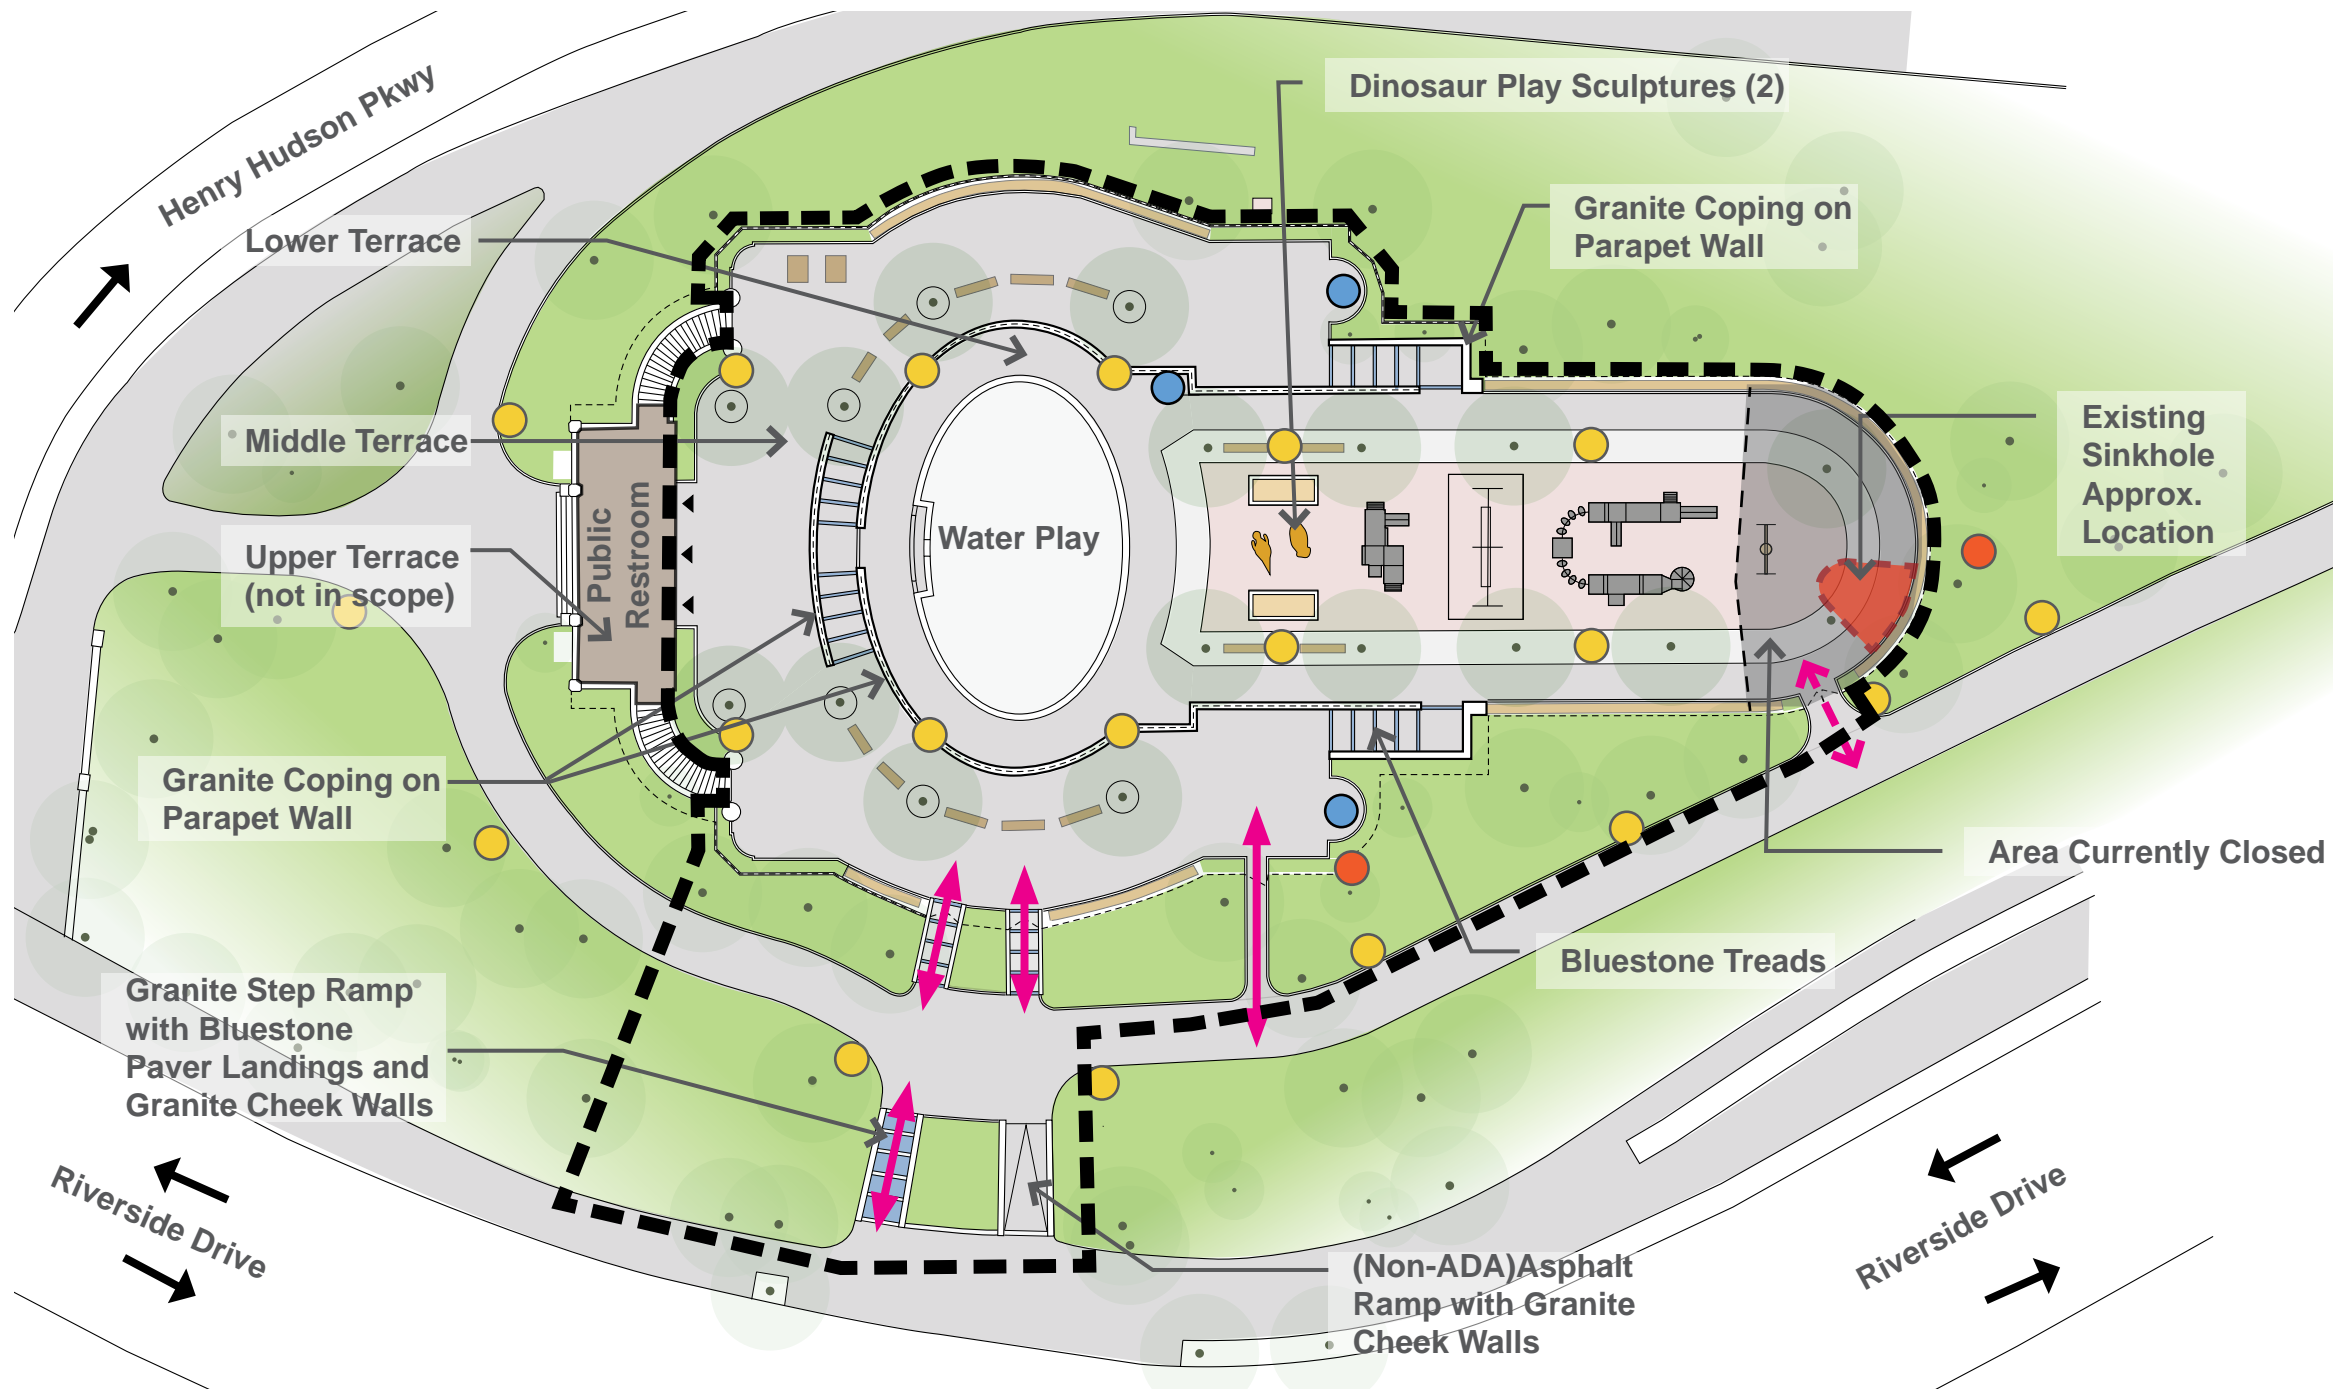 Henry Hudson Pkwy
Dinosaur Play Sculptures (2)
Granite Coping on
Parapet Wall
Lower Terrace
Middle Terrace
Existing
Sinkhole
Approx.
Location
Upper Terrace
(not in scope)
Public
Restroom
Water Play
Granite Coping on
Parapet Wall
Area Currently Closed
Bluestone Treads
Granite Step Ramp
with Bluestone
Paver Landings and
Granite Cheek Walls
Riverside Drive
(Non-ADA)Asphalt
Ramp with Granite
Cheek Walls
Riverside Drive